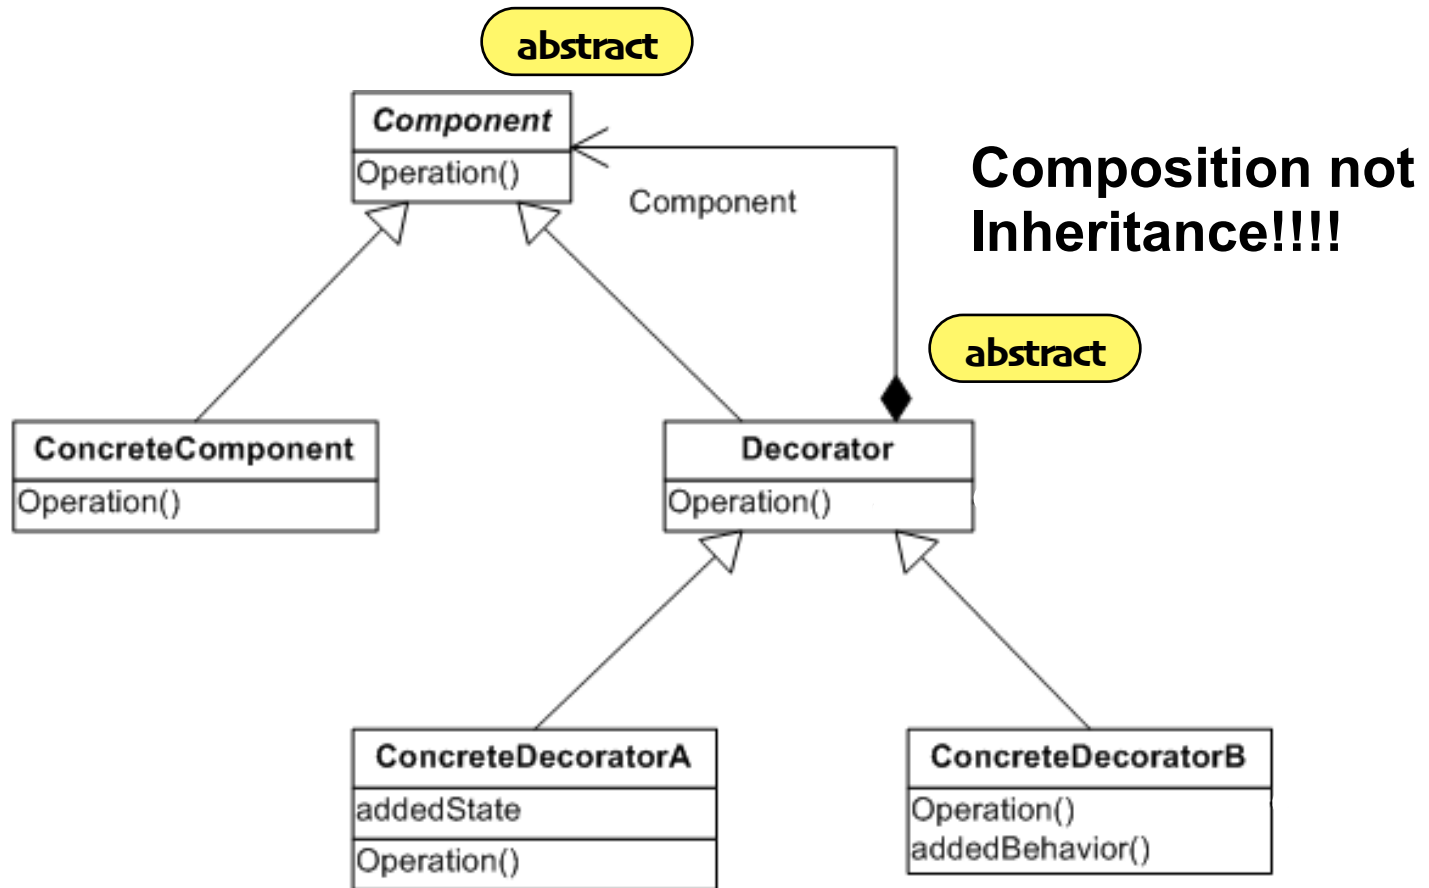 abstract
Component
Operation()
Component
Composition not
Inheritance!!!!
abstract
ConcreteComponent
Operation()
Decorator
Operation()
ConcreteDecoratorA
addedState
Operation()
ConcreteDecoratorB
Operation()
addedBehavior()